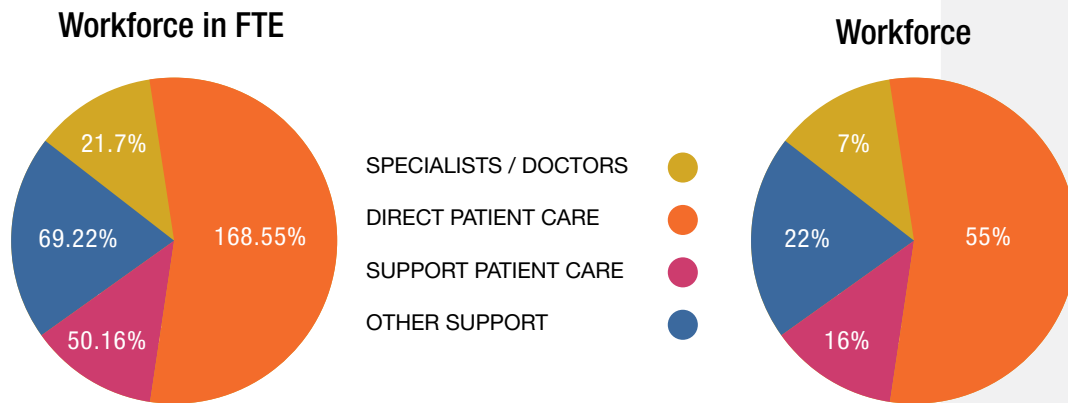 Workforce in FTE
21.7%
168.55%
69.22%
50.16%
SPECIALISTS / DOCTORS
DIRECT PATIENT CARE
SUPPORT PATIENT CARE
OTHER SUPPORT
Workforce
7%
55%
22%
16%